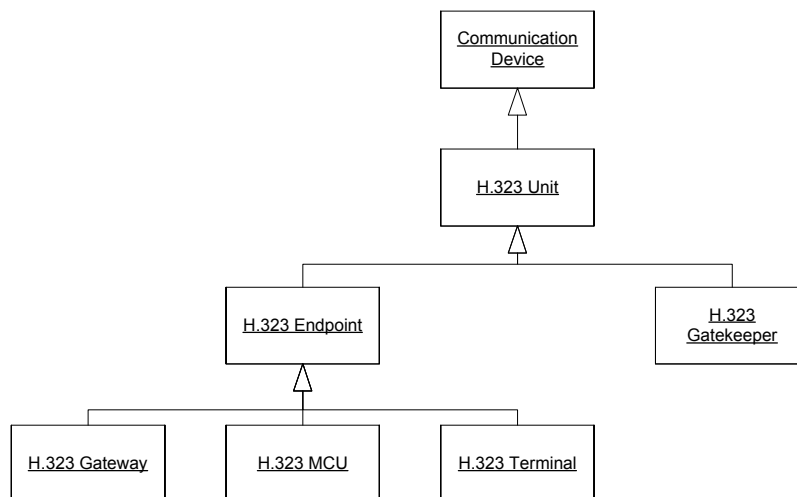 Communication
Device
H.323 Unit
H.323 Endpoint
H.323
Gatekeeper
H.323 Gateway
H.323 MCU
H.323 Terminal